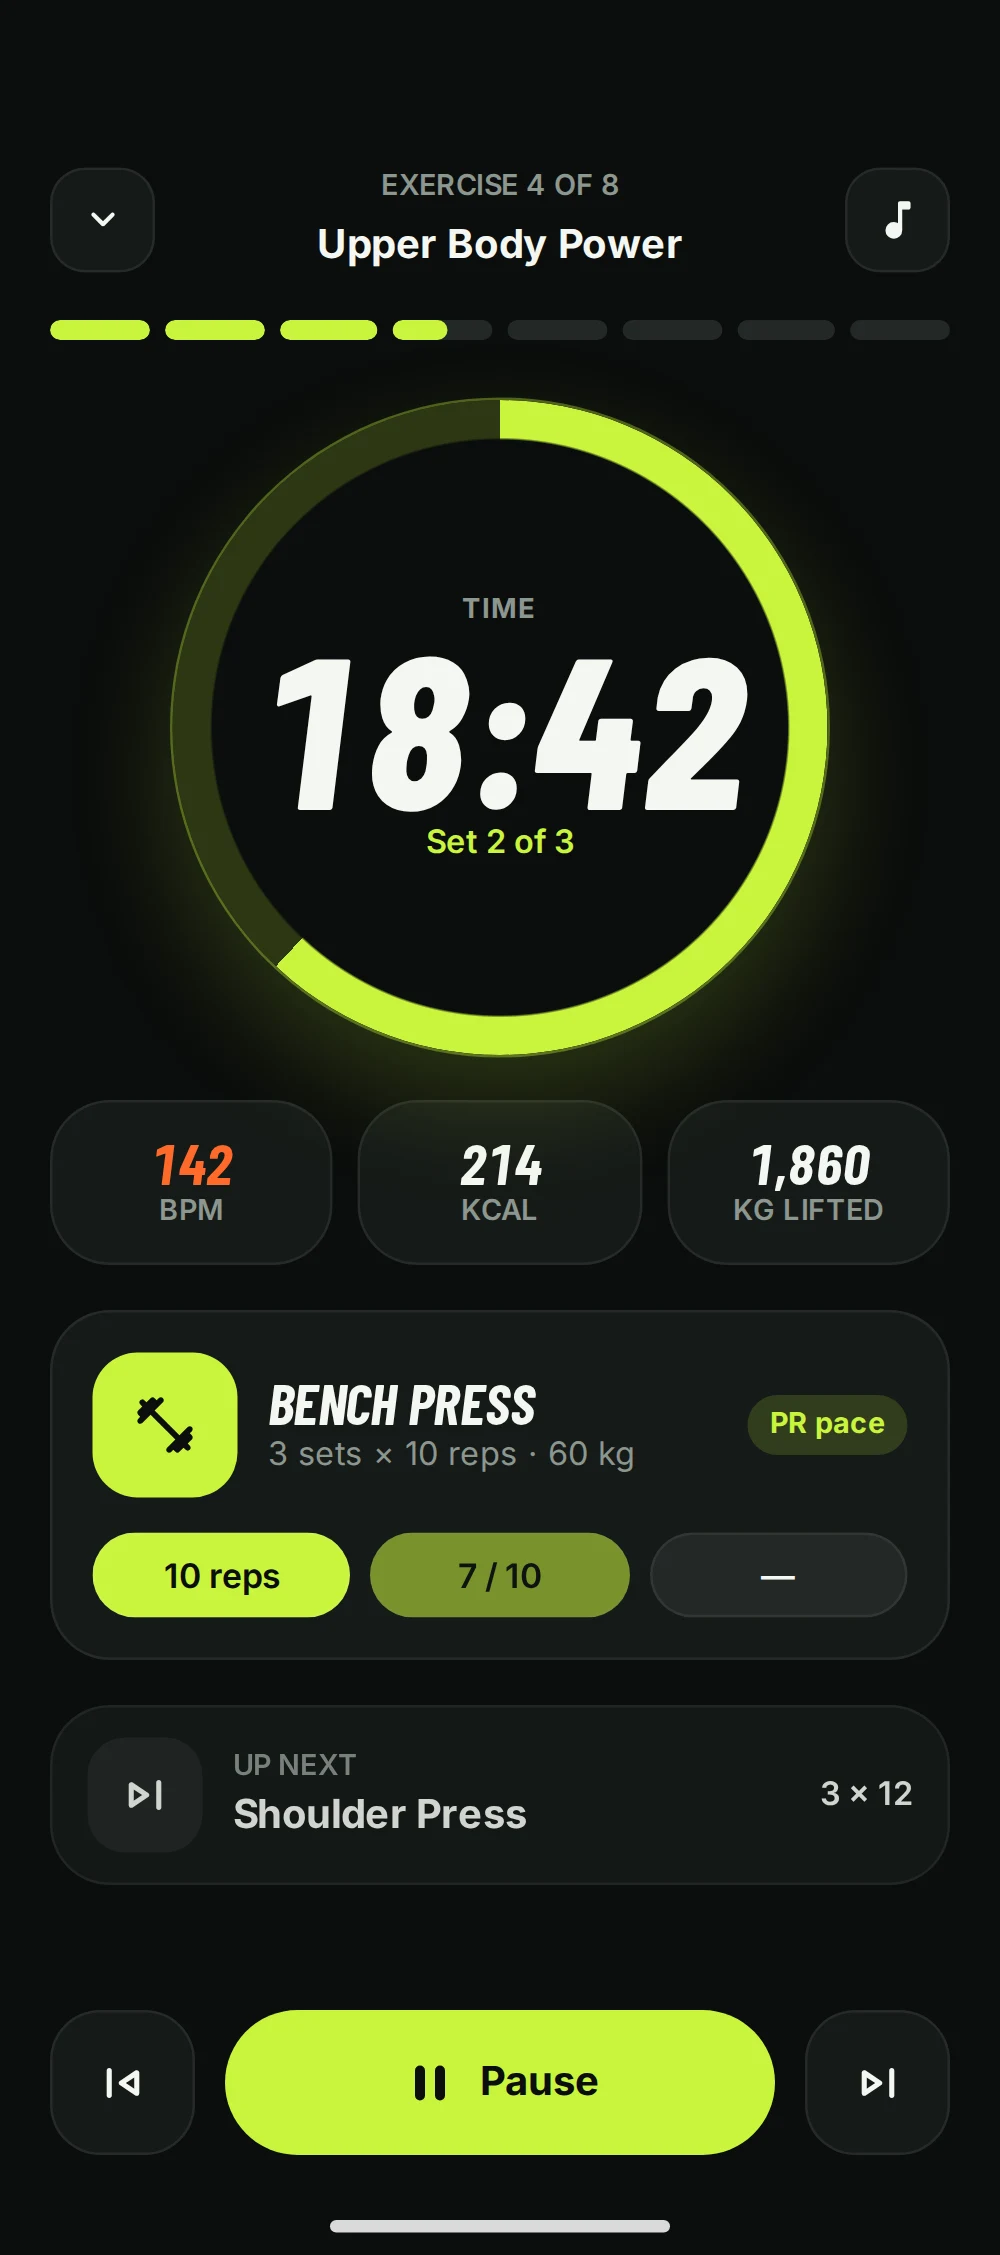 EXERCISE 4 OF 8
Upper Body Power
TIME
18:42
Set 2 of 3
142
BPM
214
KCAL
1,860
KG LIFTED
BENCH PRESS
3 sets × 10 reps · 60 kg
PR pace
10 reps
7 / 10
—
UP NEXT
Shoulder Press
3 × 12
Pause